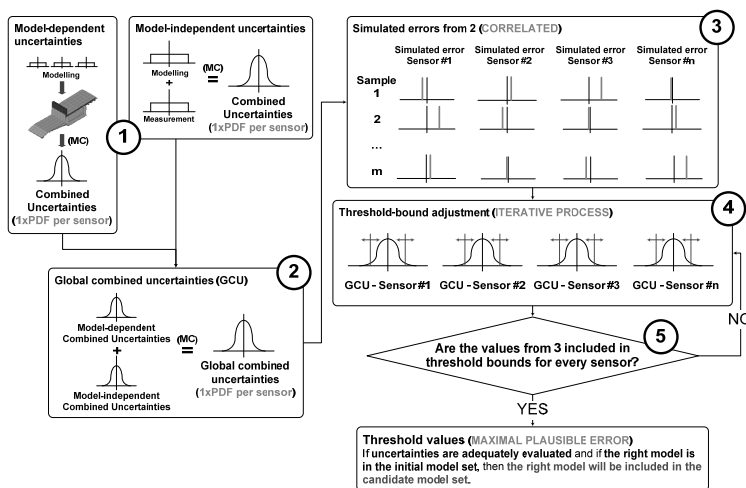 Model-dependent
uncertainties
Modelling
(MC)
Combined
Uncertainties
(1xPDF per sensor)
1
Model-independent uncertainties
Modelling
+
Measurement
(MC)
=
Combined
Uncertainties
(1xPDF per sensor)
2
Global combined uncertainties (GCU)
Model-dependent
Combined Uncertainties
+
Model-independent
Combined Uncertainties
(MC)
=
Global combined
uncertainties
(1xPDF per sensor)
3
Simulated errors from 2 (CORRELATED)
Simulated error Simulated error Simulated error Simulated error
Sensor #1 Sensor #2 Sensor #3 Sensor #n
Sample
1
2
...
m
4
Threshold-bound adjustment (ITERATIVE PROCESS)
GCU - Sensor #1 GCU - Sensor #2 GCU - Sensor #3 GCU - Sensor #n
5
Are the values from 3 included in
threshold bounds for every sensor?
NO
YES
Threshold values (MAXIMAL PLAUSIBLE ERROR)
If uncertainties are adequately evaluated and if the right model is
in the initial model set, then the right model will be included in the
candidate model set.